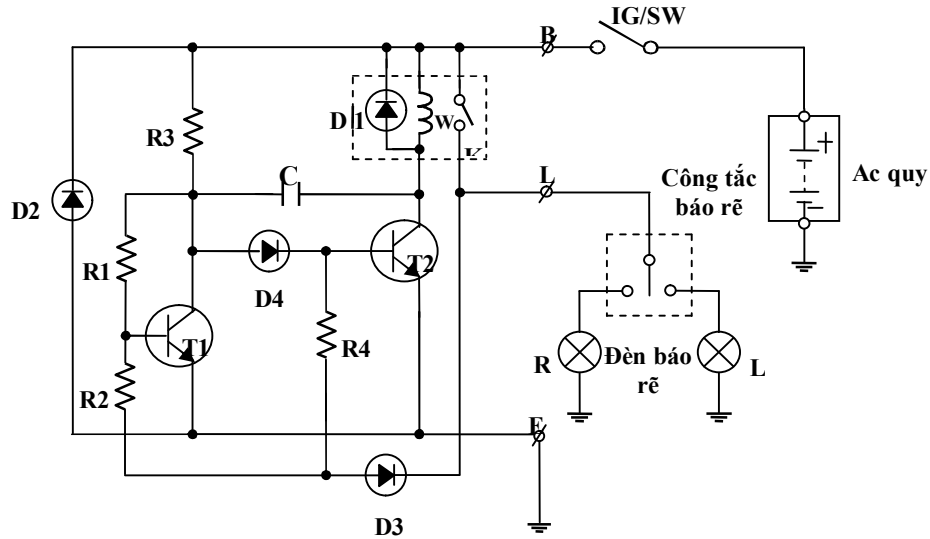 IG/SW
B
R3
D1
W
K
C
L
Công tắc
báo rẽ
Ac quy
+
−
D2
R1
D4
T2
T1
R4
R
Đèn báo
rẽ
L
R2
E
D3